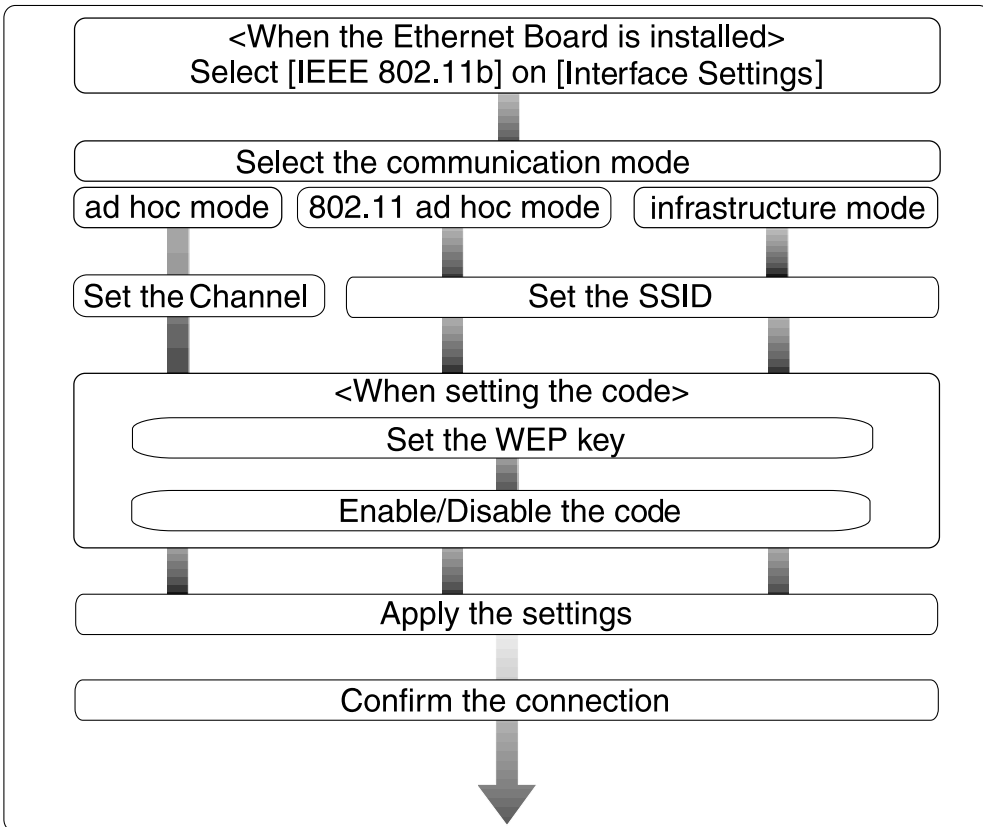 <When the Ethernet Board is installed>
Select [IEEE 802.11b] on [Interface Settings]
Select the communication mode
ad hoc mode
802.11 ad hoc mode
infrastructure mode
Set the Channel
Set the SSID
<When setting the code>
Set the WEP key
Enable/Disable the code
Apply the settings
Confirm the connection